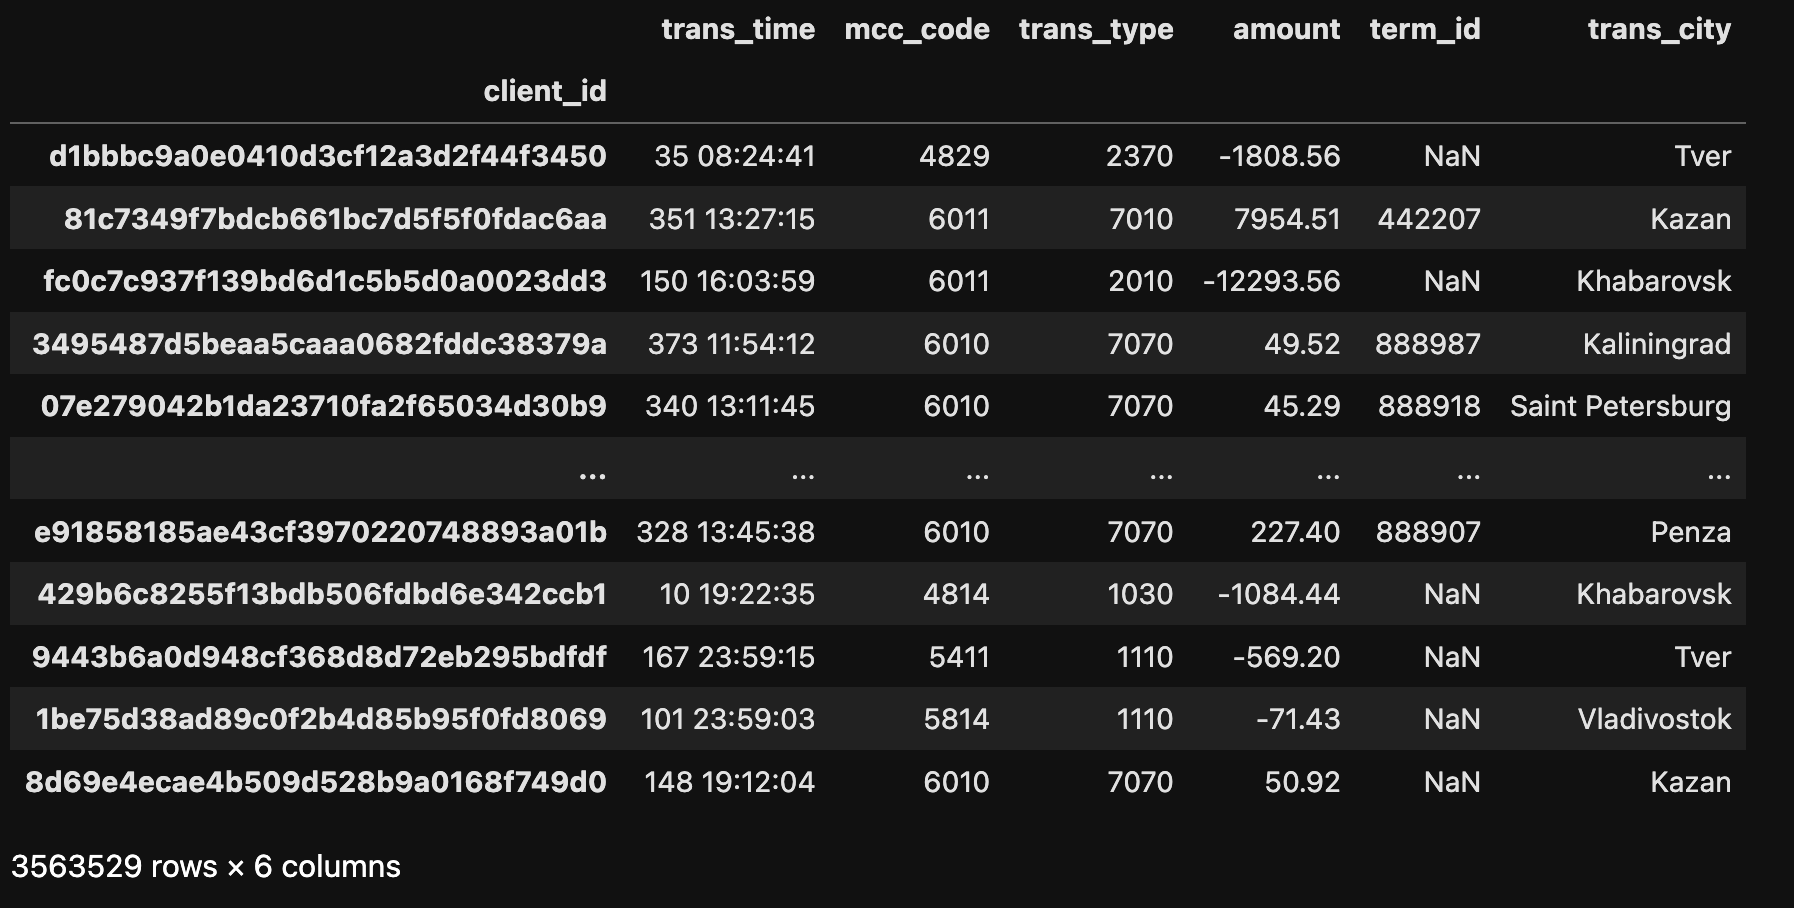 trans_time mcc_code trans_type amount term_id trans_city
client_id
d1bbbc9a0e0410d3cf12a3d2f44f3450 35 08:24:41 4829 2370 -1808.56 NaN Tver
81c7349f7bdcb661bc7d5f5f0fdac6aa 351 13:27:15 6011 7010 7954.51 442207 Kazan
fc0c7c937f139bd6d1c5b5d0a0023dd3 150 16:03:59 6011 2010 -12293.56 NaN Khabarovsk
3495487d5beaa5caaa0682fddc38379a 373 11:54:12 6010 7070 49.52 888987 Kaliningrad
07e279042b1da23710fa2f65034d30b9 340 13:11:45 6010 7070 45.29 888918 Saint Petersburg
... ... ... ... ... ... ...
e91858185ae43cf3970220748893a01b 328 13:45:38 6010 7070 227.40 888907 Penza
429b6c8255f13bdb506fdbd6e342ccb1 10 19:22:35 4814 1030 -1084.44 NaN Khabarovsk
9443b6a0d948cf368d8d72eb295bdfdf 167 23:59:15 5411 1110 -569.20 NaN Tver
1be75d38ad89c0f2b4d85b95f0fd8069 101 23:59:03 5814 1110 -71.43 NaN Vladivostok
8d69e4ecae4b509d528b9a0168f749d0 148 19:12:04 6010 7070 50.92 NaN Kazan
3563529 rows × 6 columns